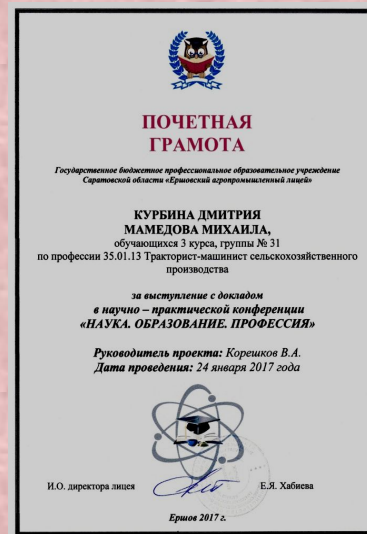 ПОЧЕТНАЯ
ГРАМОТА
Государственное бюджетное профессиональное образовательное учреждение
Саратовской области «Ершовский агропромышленный лицей»
КУРБИНА ДМИТРИЯ
МАМЕДОВА МИХАИЛА,
обучающихся 3 курса, группы № 31
по профессии 35.01.13 Тракторист-машинист сельскохозяйственного
производства
за выступление с докладом
в научно – практической конференции
«НАУКА. ОБРАЗОВАНИЕ. ПРОФЕССИЯ»
Руководитель проекта: Корешков В.А.
Дата проведения: 24 января 2017 года
И.О. директора лицея Е.Я. Хабиева
Ершов 2017 г.